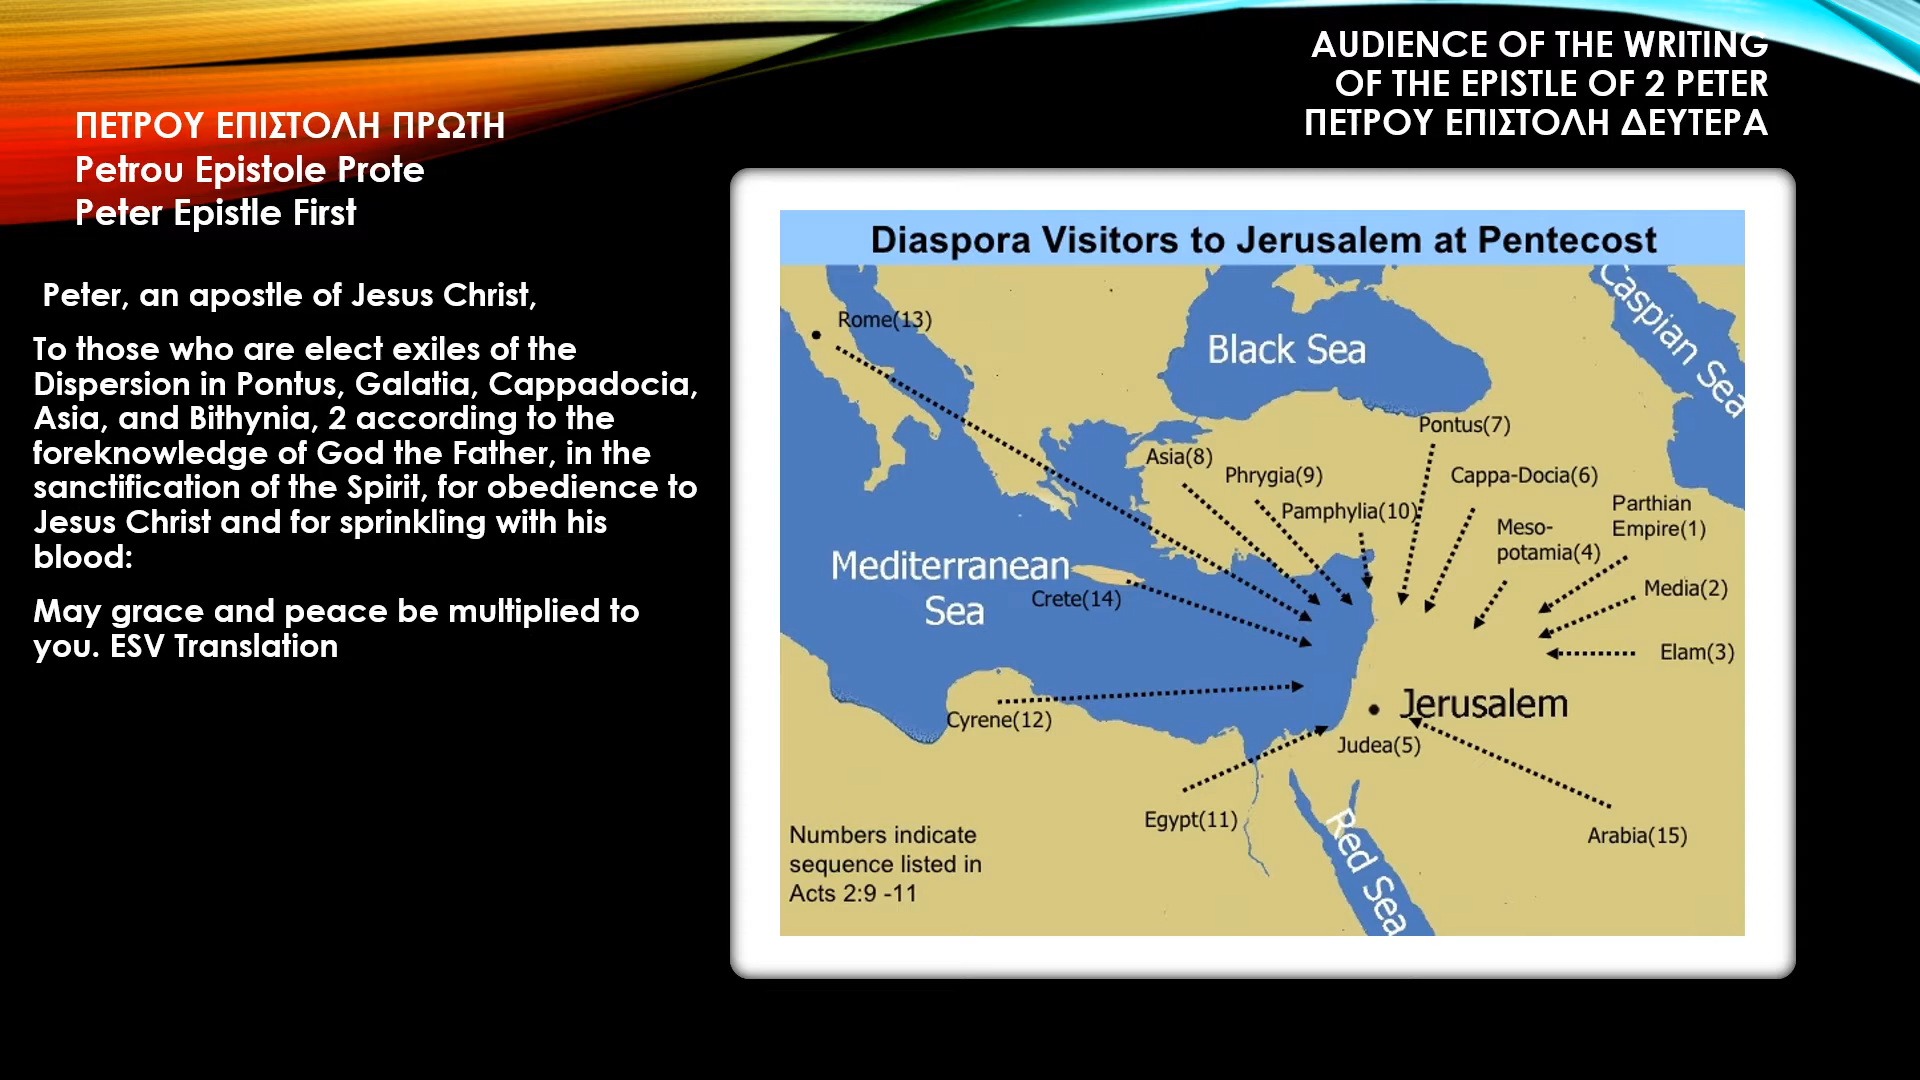 AUDIENCE OF THE WRITING
OF THE EPISTLE OF 2 PETER
ΠΕΤΡΟΥ ΕΠΙΣΤΟΛΗ ΔΕΥΤΕΡΑ
ΠΕΤΡΟΥ ΕΠΙΣΤΟΛΗ ΠΡΩΤΗ
Petrou Epistole Prote
Peter Epistle First
Peter, an apostle of Jesus Christ,
To those who are elect exiles of the
Dispersion in Pontus, Galatia, Cappadocia,
Asia, and Bithynia, 2 according to the
foreknowledge of God the Father, in the
sanctification of the Spirit, for obedience to
Jesus Christ and for sprinkling with his
blood:
May grace and peace be multiplied to
you. ESV Translation
Diaspora Visitors to Jerusalem at Pentecost
Caspian Sea
Rome(13)
Black Sea
Pontus(7)
Asia(8)
Phrygia(9)
Cappa-Docia(6)
Pamphylia(10)
Parthian
Empire(1)
Meso-
potamia(4)
Mediterranean
Sea
Crete(14)
Media(2)
Elam(3)
Jerusalem
Cyrene(12)
Judea(5)
Egypt(11)
Red Sea
Arabia(15)
Numbers indicate
sequence listed in
Acts 2:9 -11